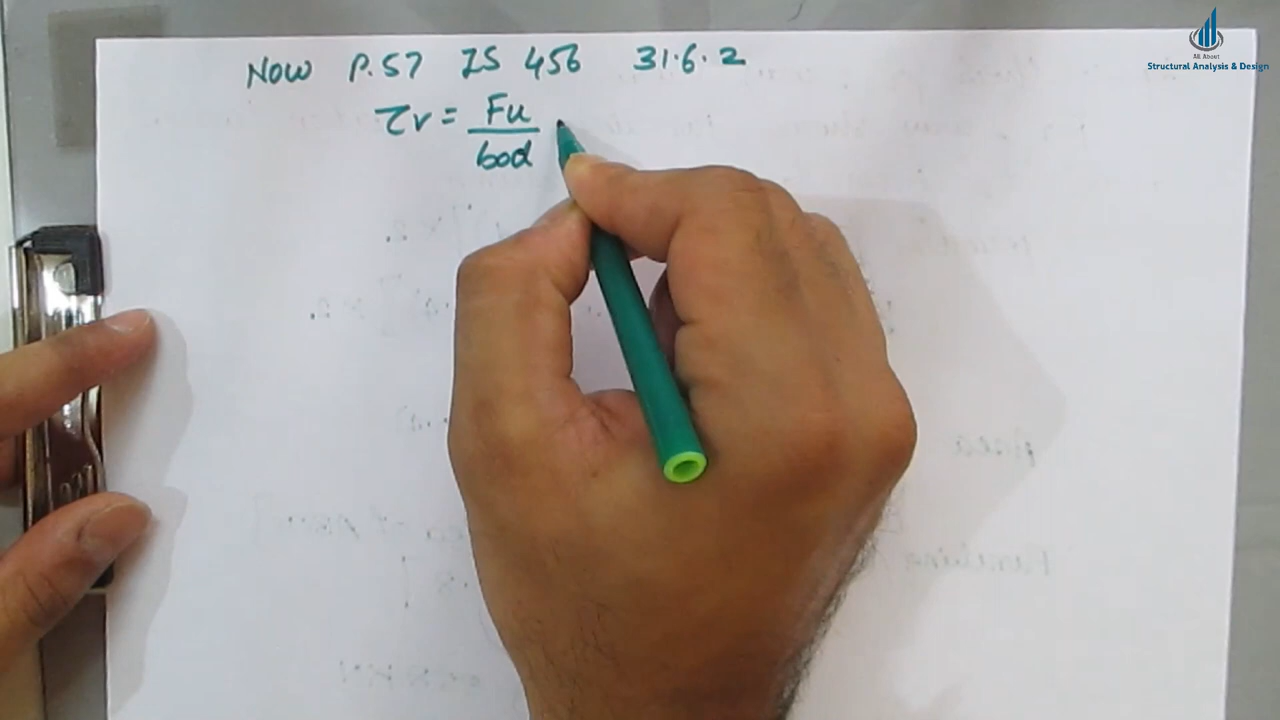 Now P.57 IS 456 31.6.2
τv = Fu / bod
All About
Structural Analysis & Design